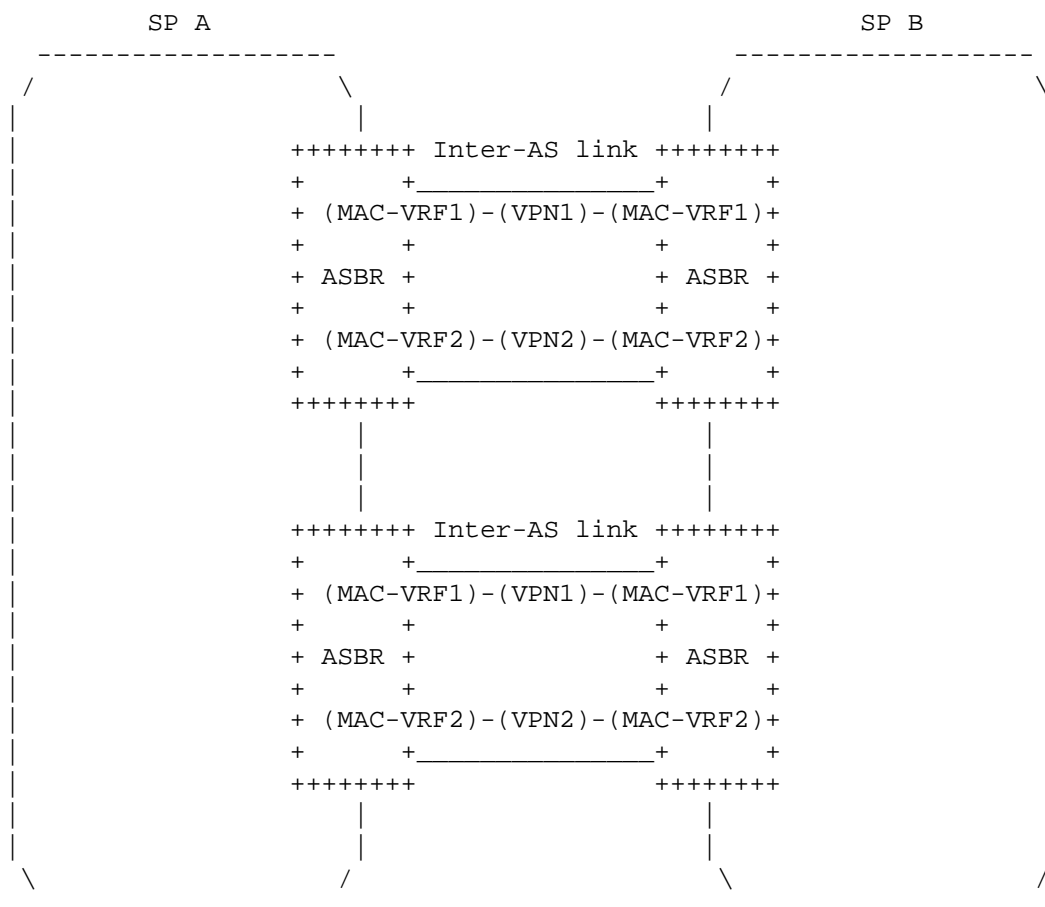 SP A SP B
Inter-AS link
(MAC-VRF1)-(VPN1)-(MAC-VRF1)
ASBR ASBR
(MAC-VRF2)-(VPN2)-(MAC-VRF2)
Inter-AS link
(MAC-VRF1)-(VPN1)-(MAC-VRF1)
ASBR ASBR
(MAC-VRF2)-(VPN2)-(MAC-VRF2)